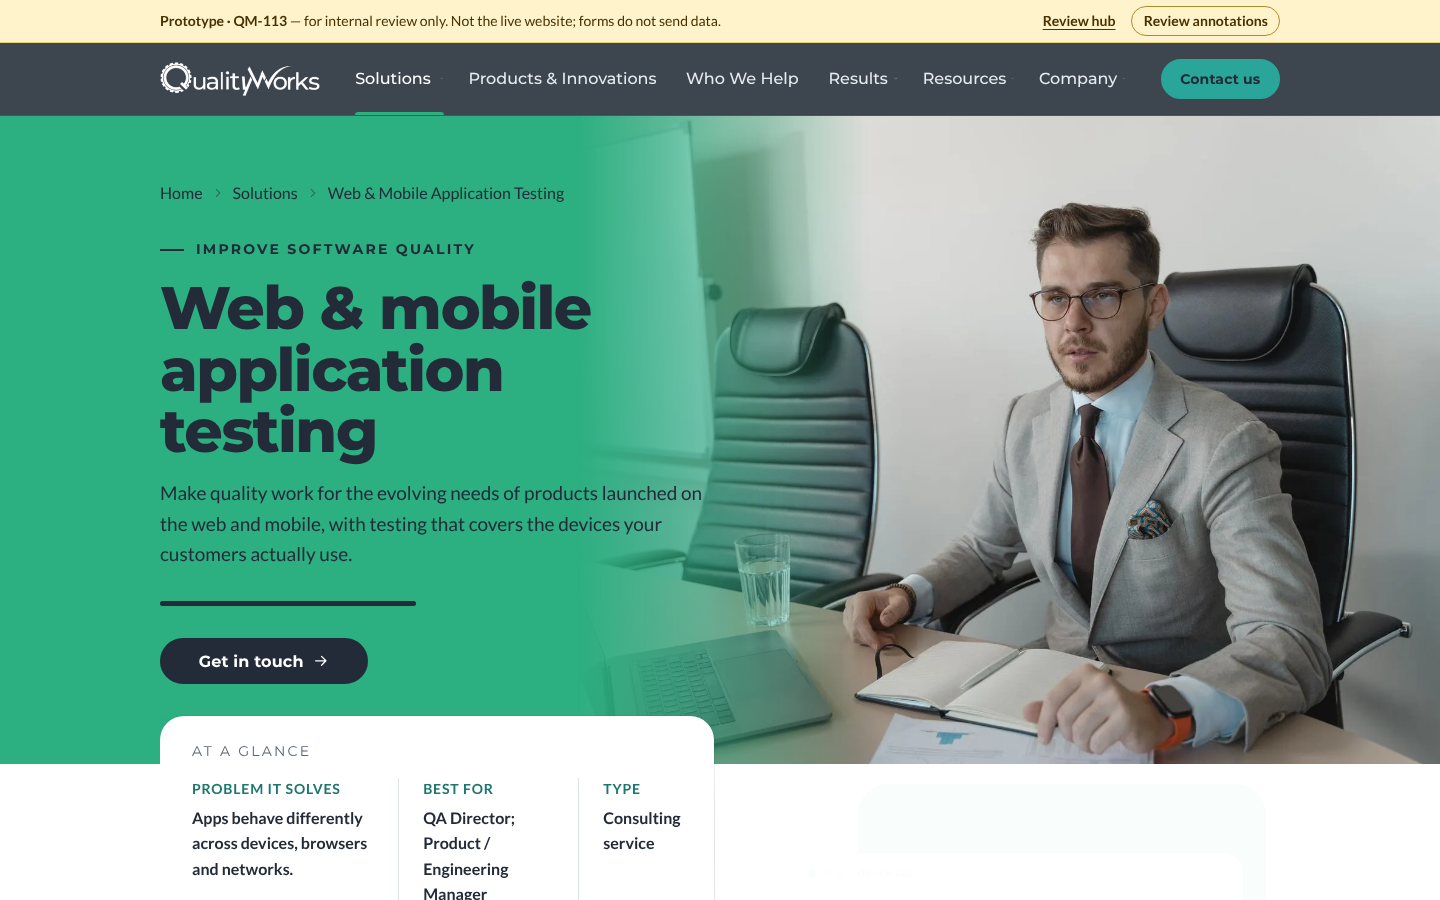 Prototype · QM-113 — for internal review only. Not the live website; forms do not send data.
Review hub
Review annotations
QualityWorks
Solutions
Products & Innovations
Who We Help
Results
Resources
Company
Contact us
Home
Solutions
Web & Mobile Application Testing
IMPROVE SOFTWARE QUALITY
Web & mobile
application
testing
Make quality work for the evolving needs of products launched on
the web and mobile, with testing that covers the devices your
customers actually use.
Get in touch
AT A GLANCE
PROBLEM IT SOLVES
Apps behave differently
across devices, browsers
and networks.
BEST FOR
QA Director;
Product /
Engineering
Manager
TYPE
Consulting
service